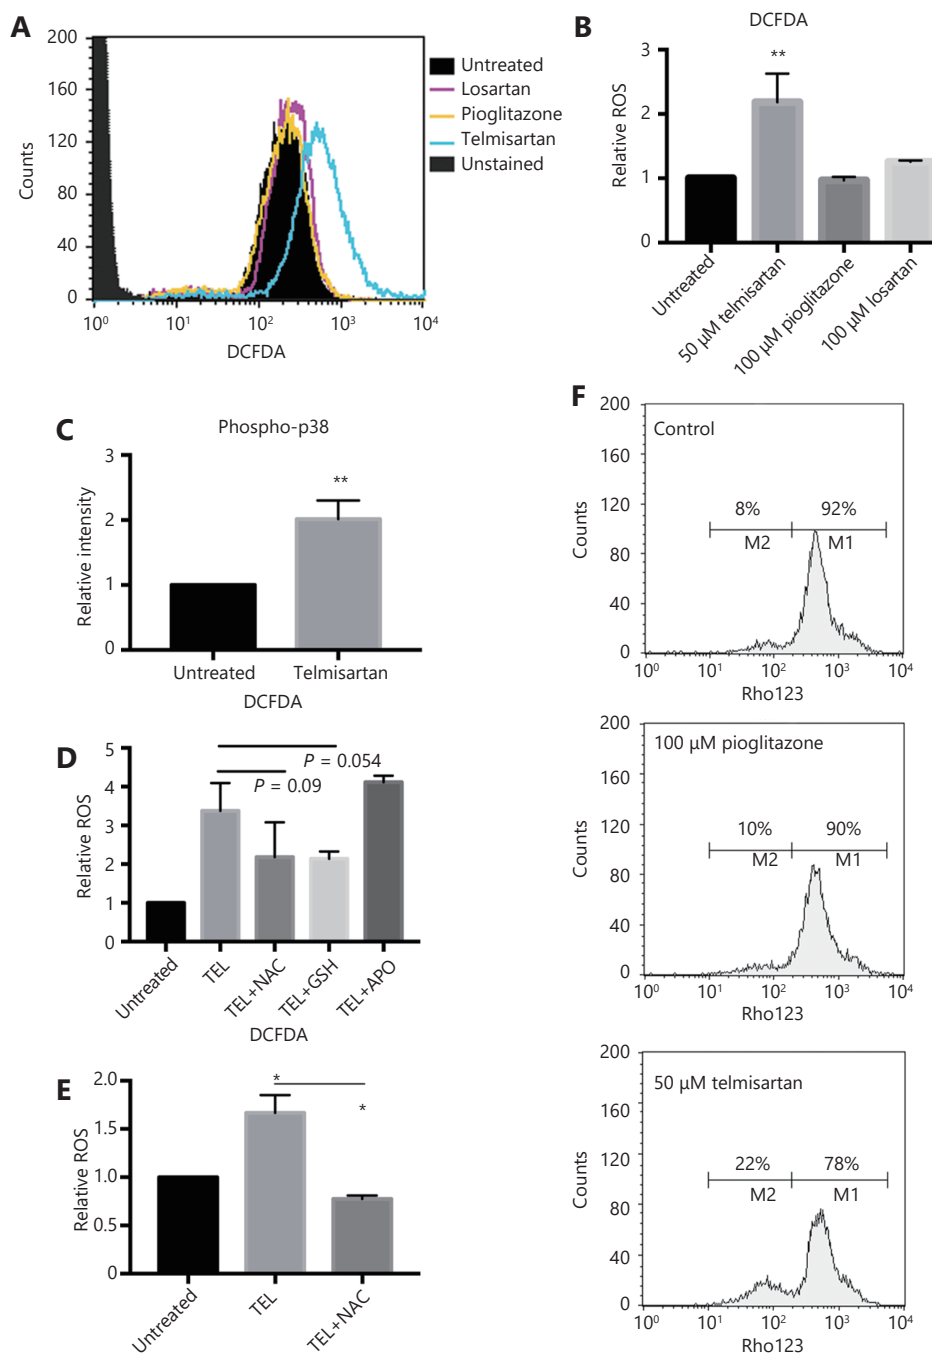 A
200
160
120
80
40
0
Counts
10⁰ 10¹ 10² 10³ 10⁴
DCFDA
Untreated
Losartan
Pioglitazone
Telmisartan
Unstained
B
DCFDA
3
2
1
0
Relative ROS
**
Untreated
50 µM telmisartan
100 µM pioglitazone
100 µM losartan
C
Phospho-p38
3
2
1
0
Relative intensity
**
Untreated Telmisartan
D
DCFDA
5
4
3
2
1
0
Relative ROS
P = 0.054
P = 0.09
Untreated
TEL
TEL+NAC
TEL+GSH
TEL+APO
E
DCFDA
2.0
1.5
1.0
0.5
0
Relative ROS
*
*
Untreated
TEL
TEL+NAC
F
200
160
120
80
40
0
Counts
Control
8% 92%
M2 M1
10⁰ 10¹ 10² 10³ 10⁴
Rho123
200
160
120
80
40
0
Counts
100 µM pioglitazone
10% 90%
M2 M1
10⁰ 10¹ 10² 10³ 10⁴
Rho123
200
160
120
80
40
0
Counts
50 µM telmisartan
22% 78%
M2 M1
10⁰ 10¹ 10² 10³ 10⁴
Rho123